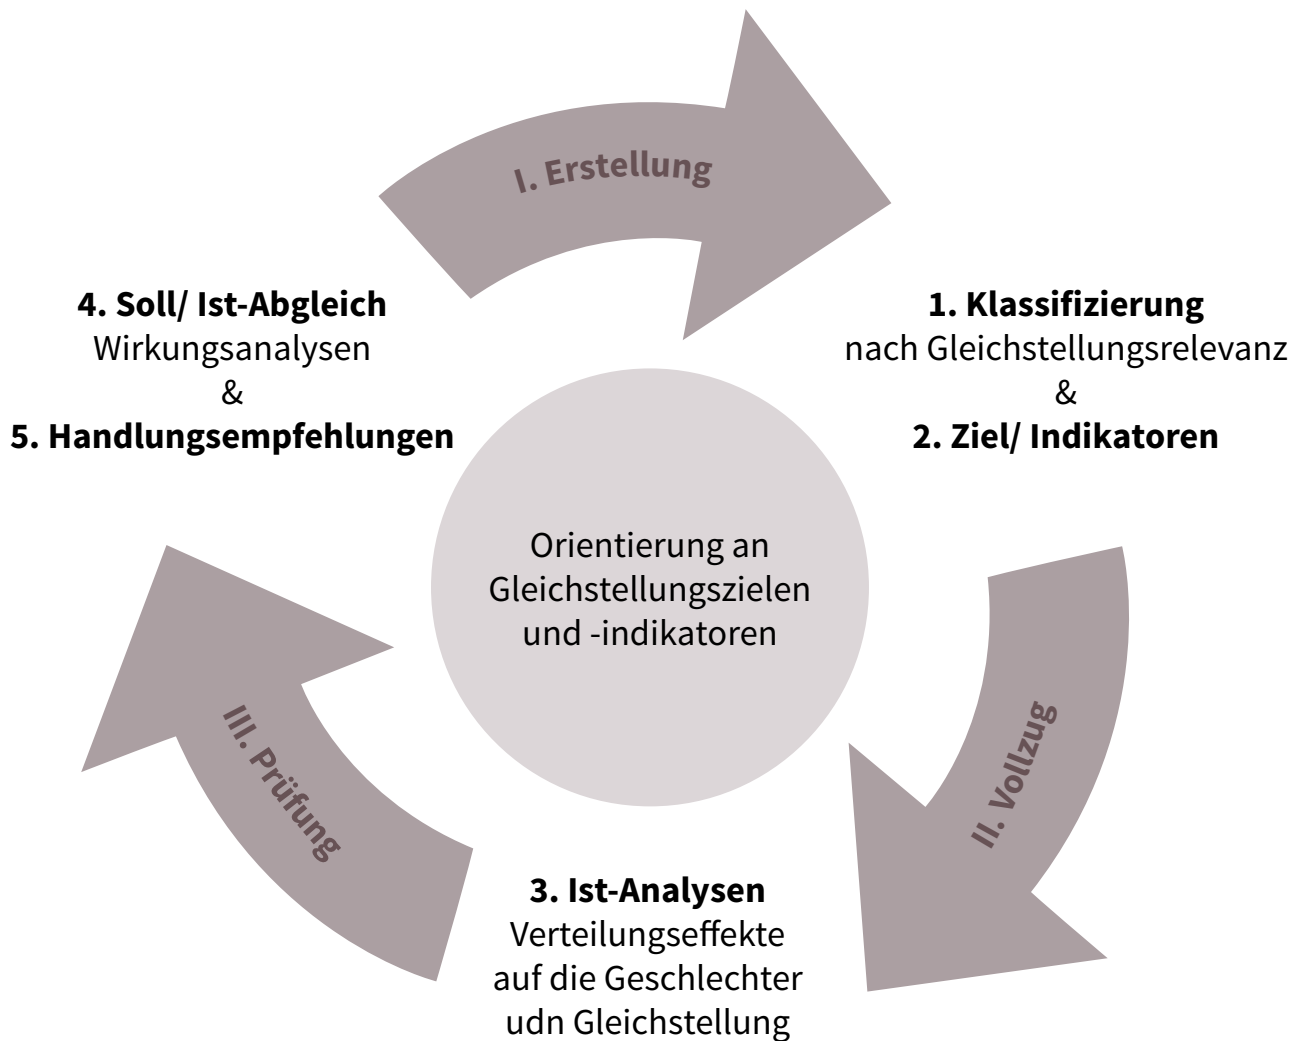 I. Erstellung
4. Soll/ Ist-Abgleich
Wirkungsanalysen
&
5. Handlungsempfehlungen
1. Klassifizierung
nach Gleichstellungsrelevanz
&
2. Ziel/ Indikatoren
Orientierung an
Gleichstellungszielen
und -indikatoren
II. Vollzug
III. Prüfung
3. Ist-Analysen
Verteilungseffekte
auf die Geschlechter
udn Gleichstellung